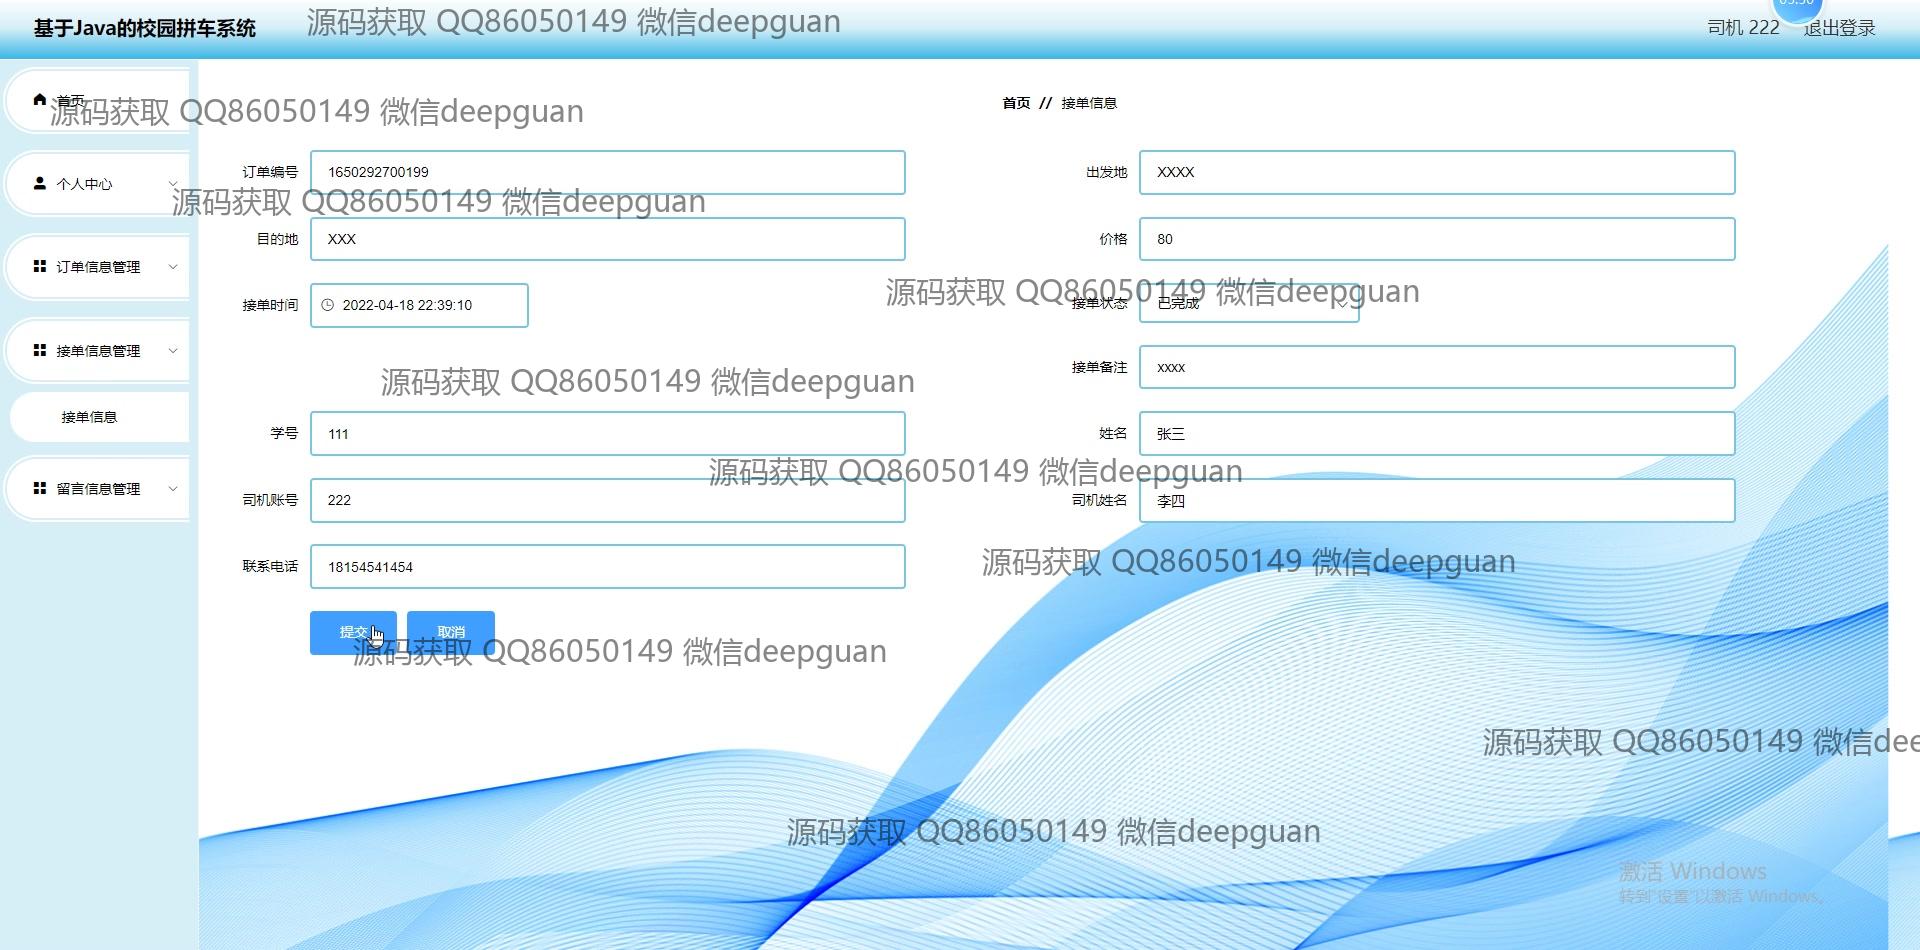 基于Java的校园拼车系统
源码获取 QQ86050149 微信deepguan
司机 222
退出登录
首页
源码获取 QQ86050149 微信deepguan
首页 // 接单信息
订单编号 1650292700199
出发地 XXXX
个人中心
源码获取 QQ86050149 微信deepguan
目的地 XXX
价格 80
订单信息管理
源码获取 QQ86050149 微信deepguan
接单时间 2022-04-18 22:39:10
接单状态 已完成
接单信息管理
接单备注 xxxx
源码获取 QQ86050149 微信deepguan
接单信息
学号 111
姓名 张三
源码获取 QQ86050149 微信deepguan
留言信息管理
司机账号 222
司机姓名 李四
源码获取 QQ86050149 微信deepguan
联系电话 18154541454
提交 取消
源码获取 QQ86050149 微信deepguan
源码获取 QQ86050149 微信dee
源码获取 QQ86050149 微信deepguan
激活 Windows
转到"设置"以激活 Windows。